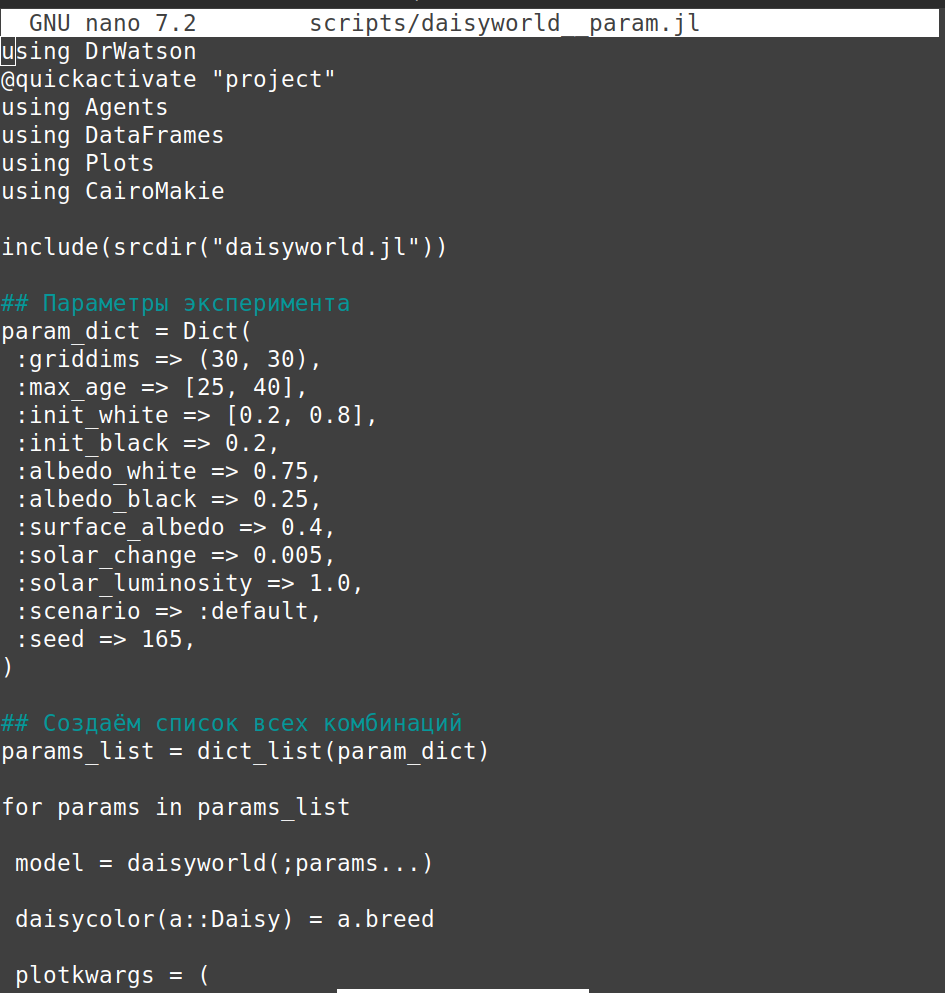 GNU nano 7.2 scripts/daisyworld__param.jl
using DrWatson
@quickactivate "project"
using Agents
using DataFrames
using Plots
using CairoMakie
include(srcdir("daisyworld.jl"))
## Параметры эксперимента
param_dict = Dict(
:griddims => (30, 30),
:max_age => [25, 40],
:init_white => [0.2, 0.8],
:init_black => 0.2,
:albedo_white => 0.75,
:albedo_black => 0.25,
:surface_albedo => 0.4,
:solar_change => 0.005,
:solar_luminosity => 1.0,
:scenario => :default,
:seed => 165,
)
## Создаём список всех комбинаций
params_list = dict_list(param_dict)
for params in params_list
model = daisyworld(;params...)
daisycolor(a::Daisy) = a.breed
plotkwargs = (